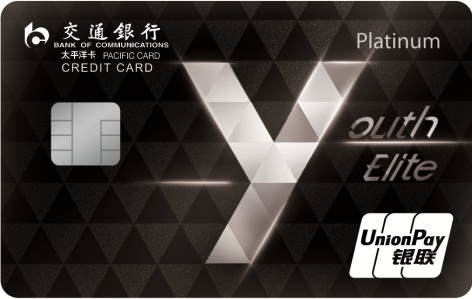 交通銀行
BANK OF COMMUNICATIONS
太平洋卡 PACIFIC CARD
CREDIT CARD
Platinum
Youth
Elite
UnionPay
银联